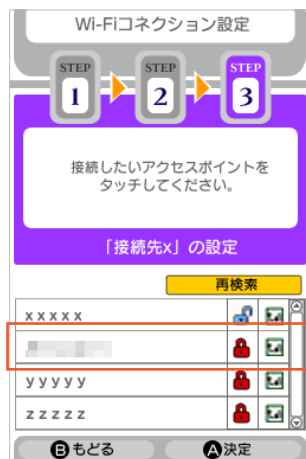 Wi-Fiコネクション設定
STEP 1
STEP 2
STEP 3
接続したいアクセスポイントを
タッチしてください。
「接続先x」の設定
再検索
xxxxx
yyyyy
zzzzz
Bもどる
A決定